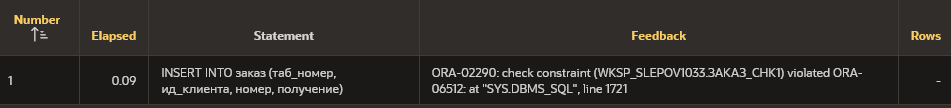 Number
Elapsed
Statement
Feedback
Rows
1
0.09
INSERT INTO заказ (таб_номер,
ид_клиента, номер, получение)
ORA-02290: check constraint (WKSP_SLEPOV1033.ЗАКАЗ_CHK1) violated ORA-
06512: at "SYS.DBMS_SQL", line 1721
-